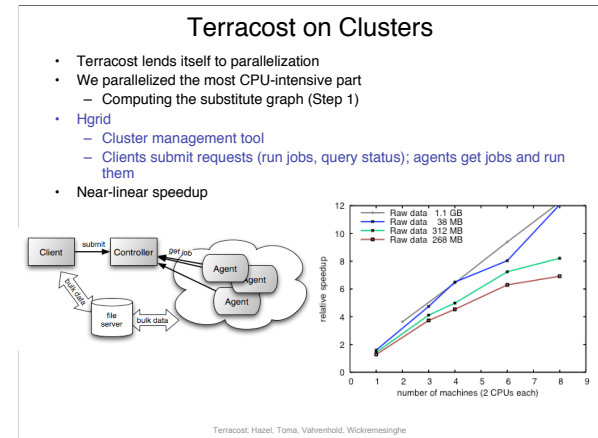 Terracost on Clusters
• Terracost lends itself to parallelization
• We parallelized the most CPU-intensive part
– Computing the substitute graph (Step 1)
• Hgrid
– Cluster management tool
– Clients submit requests (run jobs, query status); agents get jobs and run
them
• Near-linear speedup
Client
submit
Controller
get job
Agent
Agent
Agent
bulk data
file
server
bulk data
12
10
8
6
4
2
0
relative speedup
Raw data 1.1 GB
Raw data 38 MB
Raw data 312 MB
Raw data 268 MB
0 1 2 3 4 5 6 7 8 9
number of machines (2 CPUs each)
Terracost: Hazel, Toma, Vahrenhold, Wickremesinghe